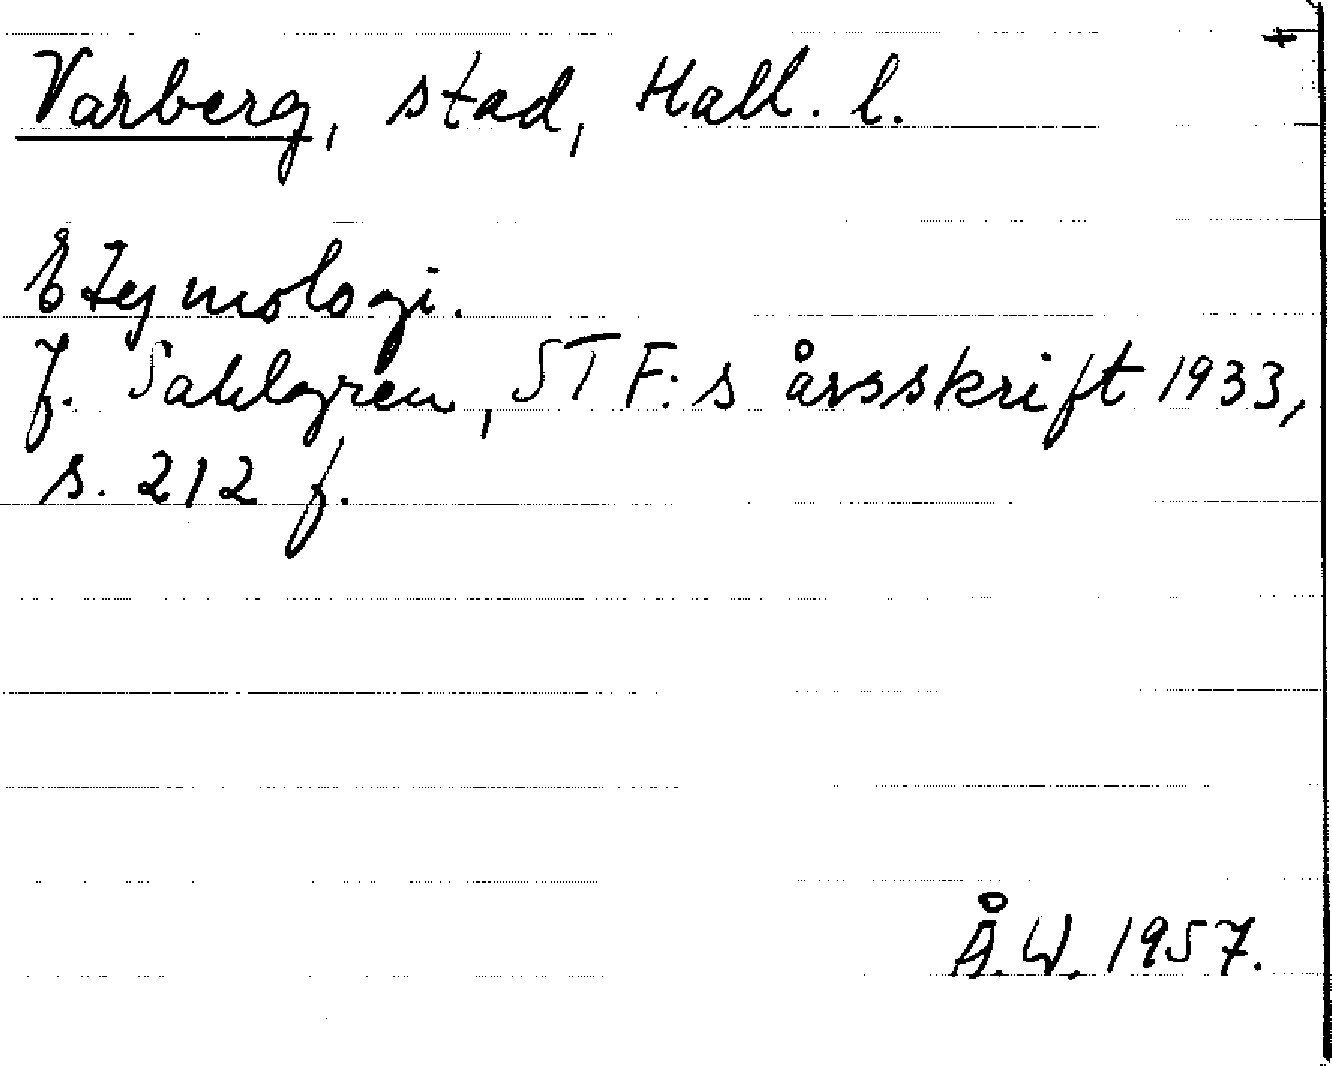 Varberg, stad, Hall. l.
Etymologi.
J. Sahlgren, STF:s årsskrift 1933,
s. 212 f.
Å.W. 1957.